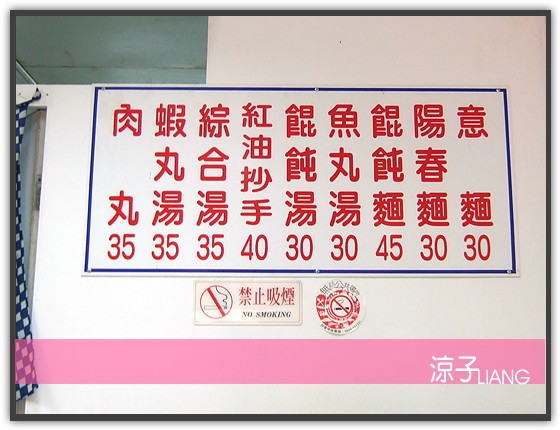 意麵 30
陽春麵 30
餛飩麵 45
魚丸湯 30
餛飩湯 30
紅油抄手 40
綜合湯 35
蝦丸湯 35
肉丸 35
禁止吸煙
NO SMOKING
涼子LIANG